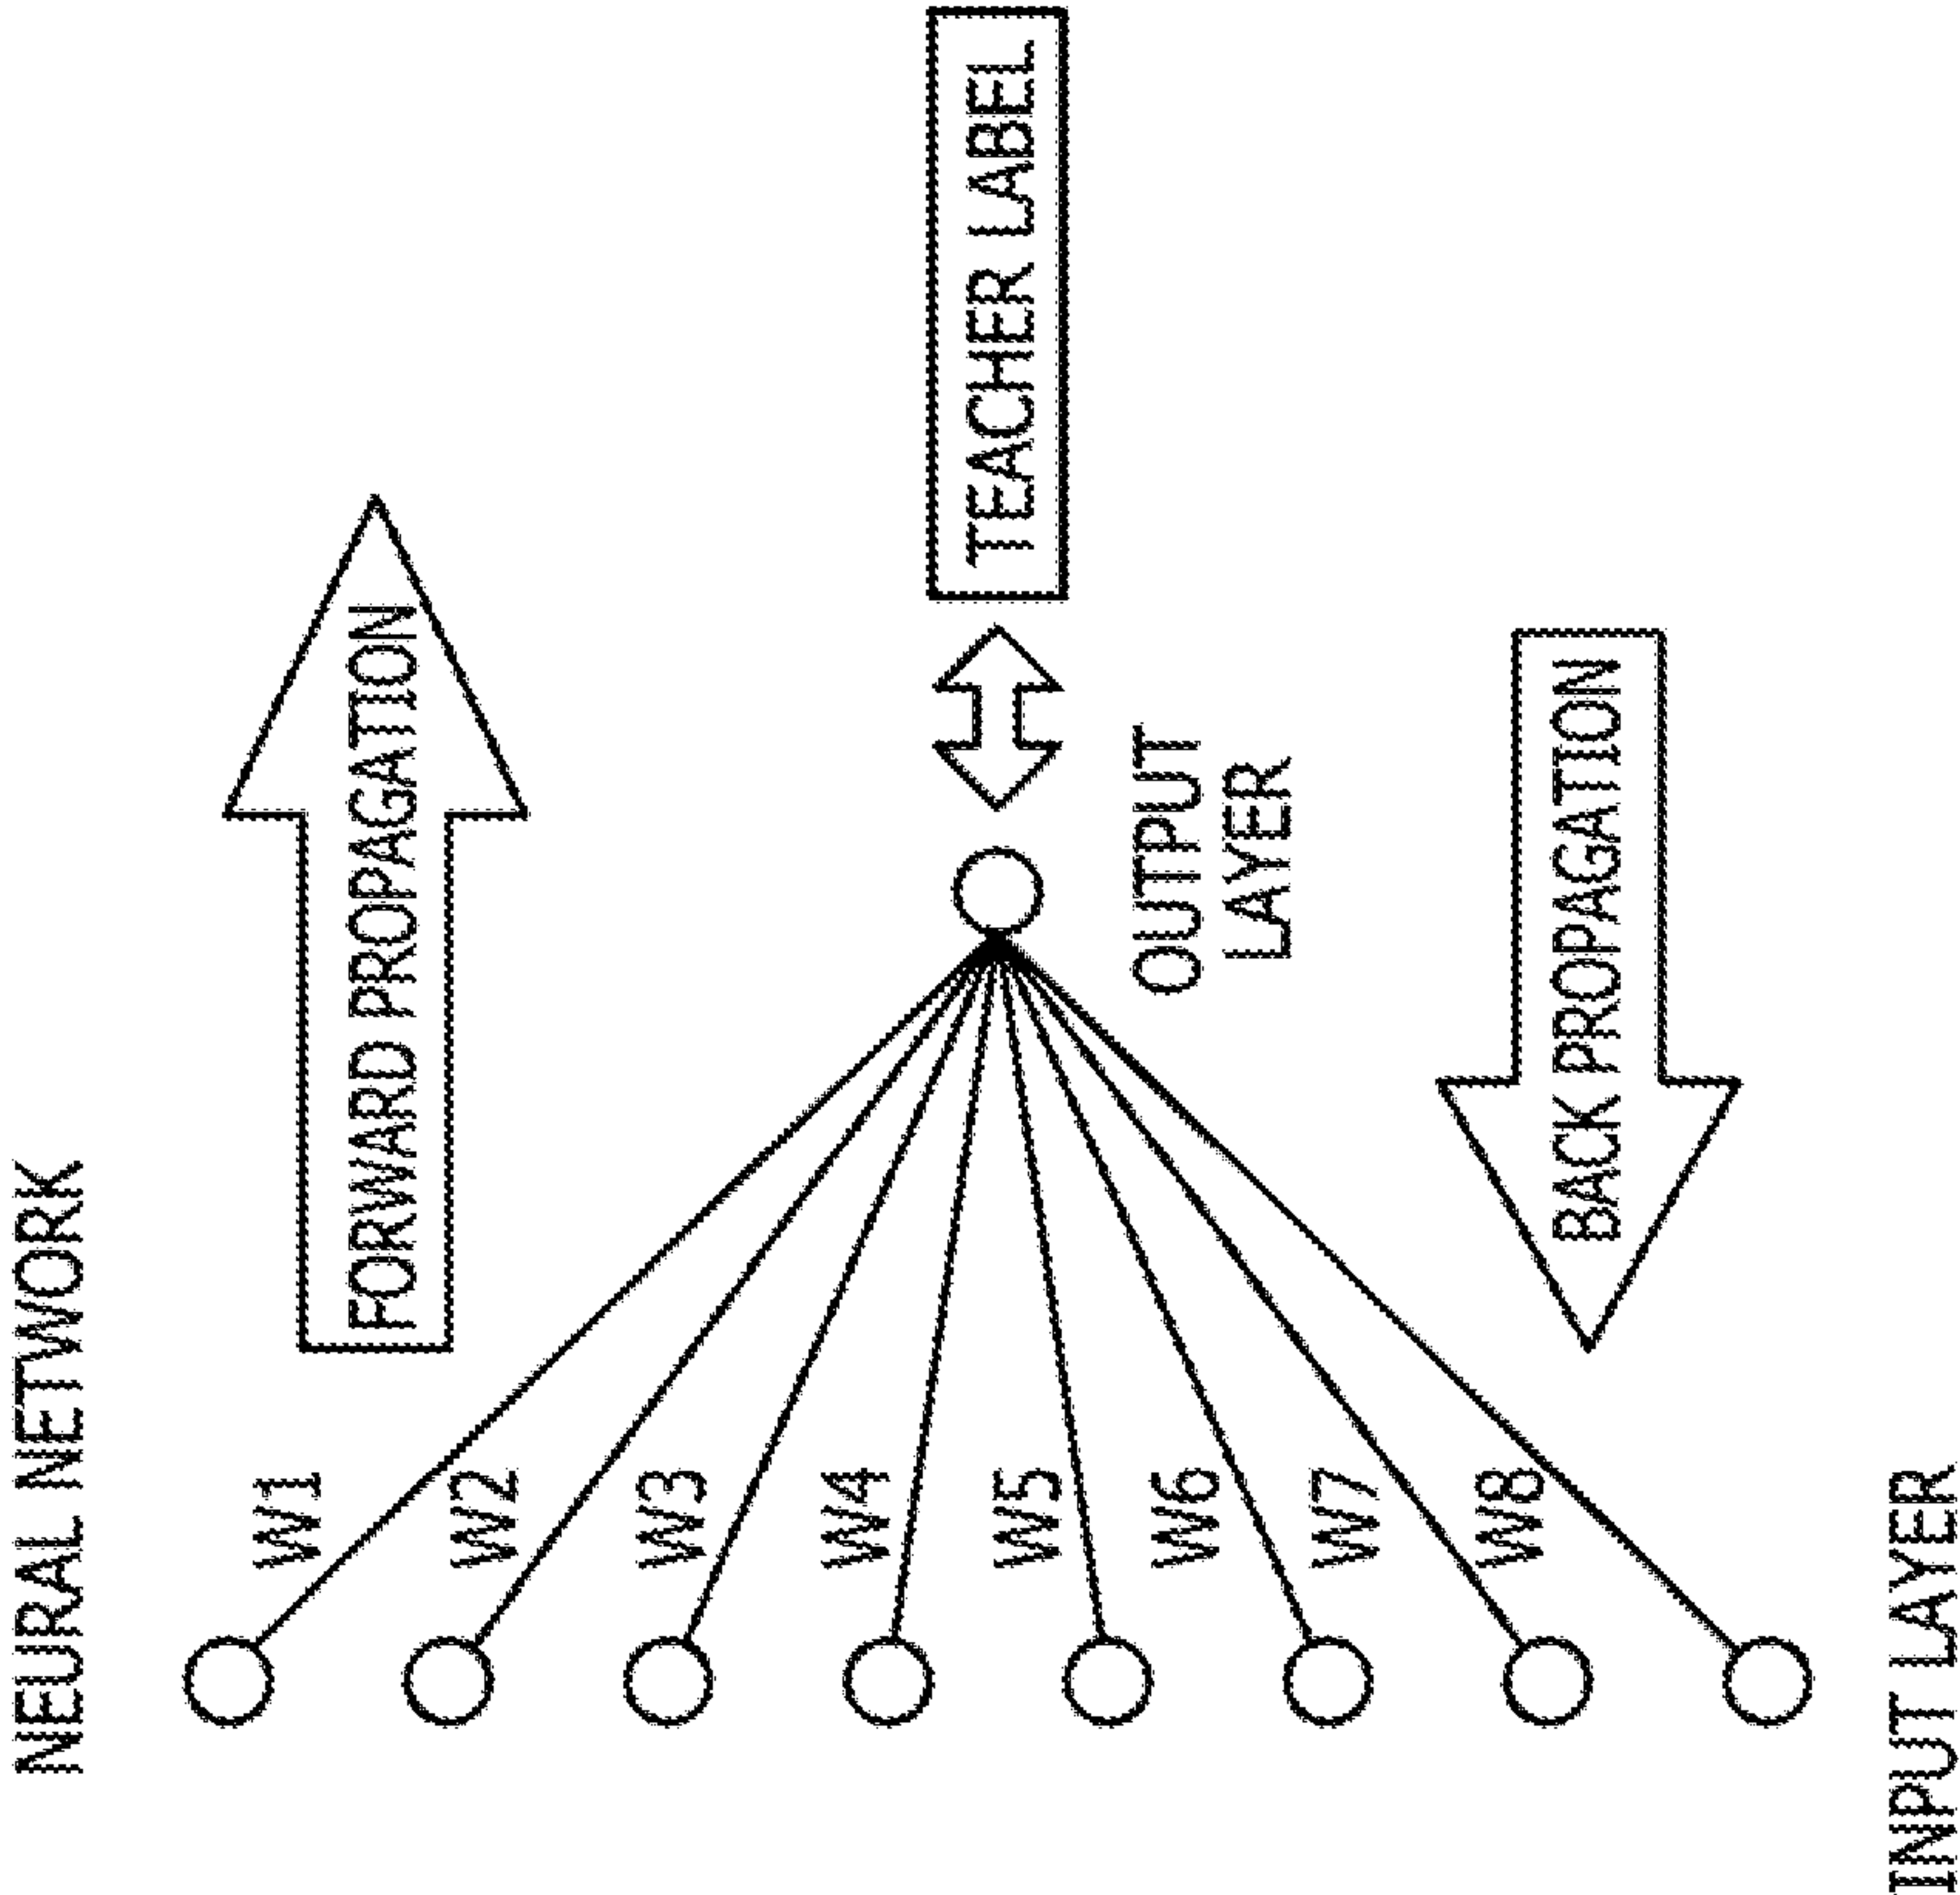 NEURAL NETWORK
FORWARD PROPAGATION
W1
W2
W3
W4
W5
W6
W7
W8
TEACHER LABEL
OUTPUT
LAYER
BACK PROPAGATION
INPUT LAYER